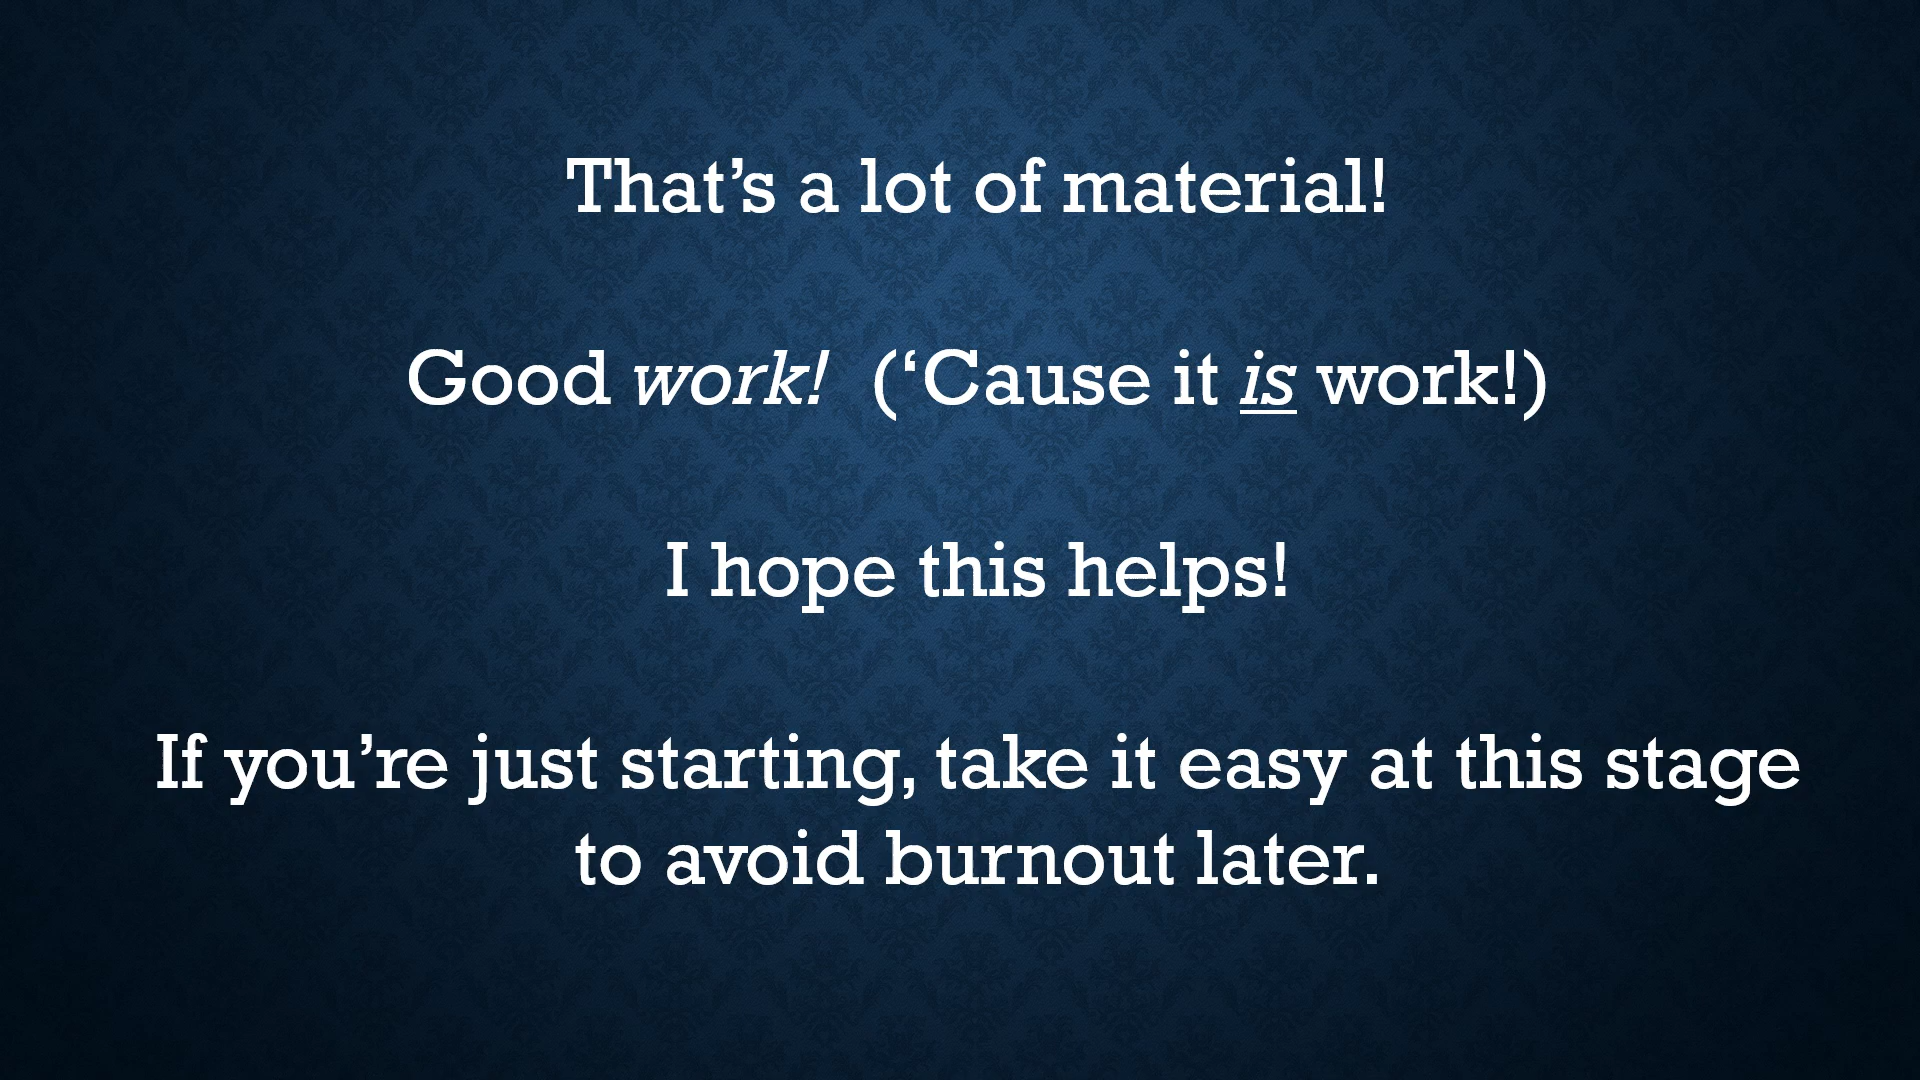 That’s a lot of material!
Good work!  (‘Cause it is work!)
I hope this helps!
If you’re just starting, take it easy at this stage
to avoid burnout later.